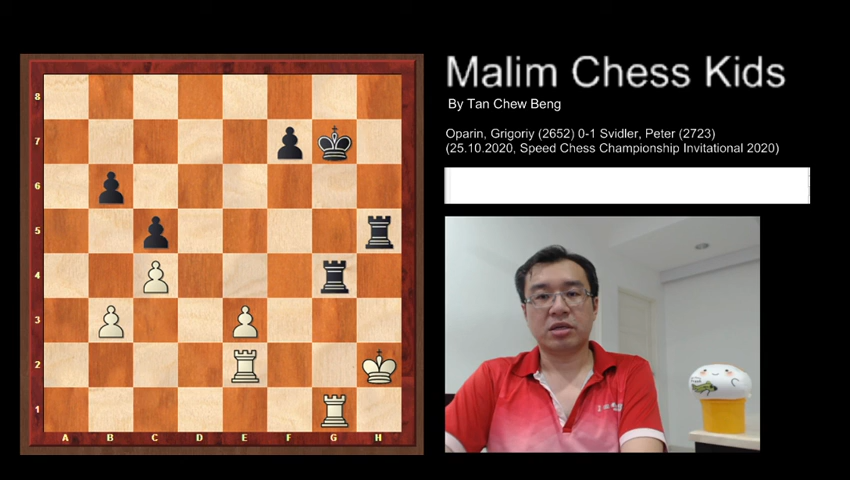 Malim Chess Kids
By Tan Chew Beng
Oparin, Grigoriy (2652) 0-1 Svidler, Peter (2723)
(25.10.2020, Speed Chess Championship Invitational 2020)
8
7
6
5
4
3
2
1
A B C D E F G H